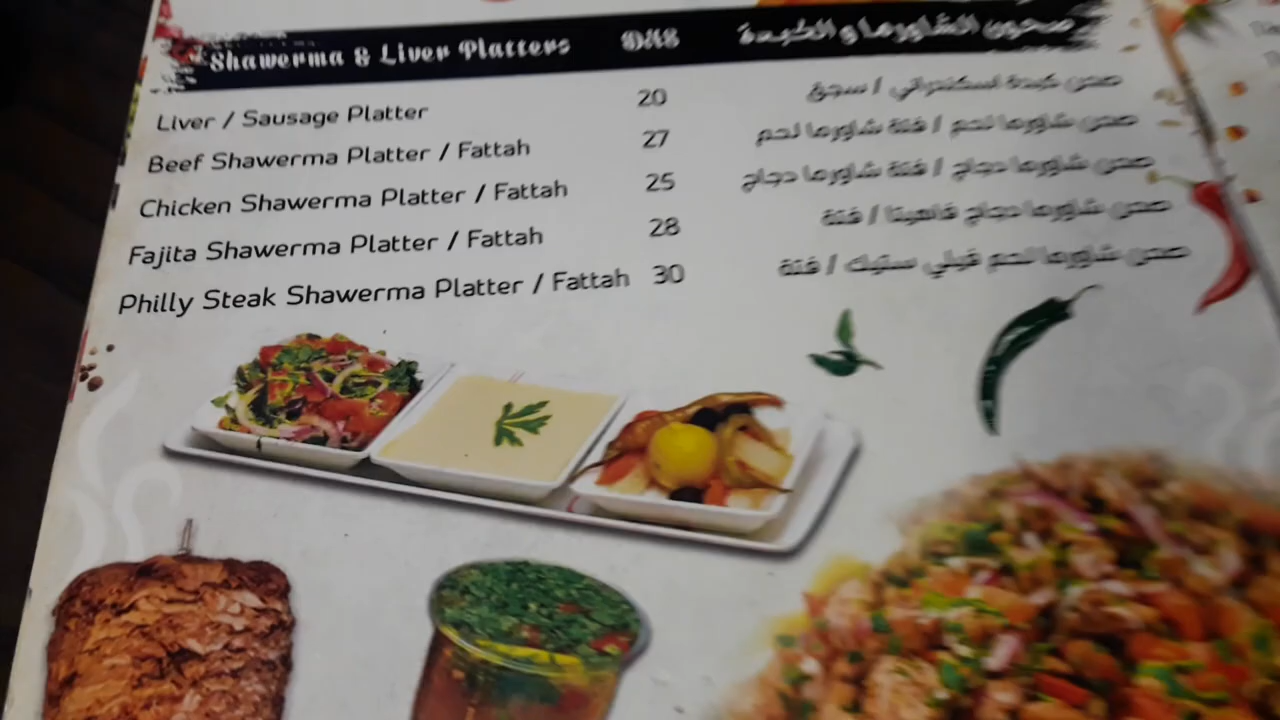 Shawerma & Liver Platters DHS صحون الشاورما و الكبدة
Liver / Sausage Platter 20 صحن كبدة اسكندراني / سجق
Beef Shawerma Platter / Fattah 27 صحن شاورما لحم / فتة شاورما لحم
Chicken Shawerma Platter / Fattah 25 صحن شاورما دجاج / فتة شاورما دجاج
Fajita Shawerma Platter / Fattah 28 صحن شاورما دجاج فاهيتا / فتة
Philly Steak Shawerma Platter / Fattah 30 صحن شاورما لحم فيلي ستيك / فتة